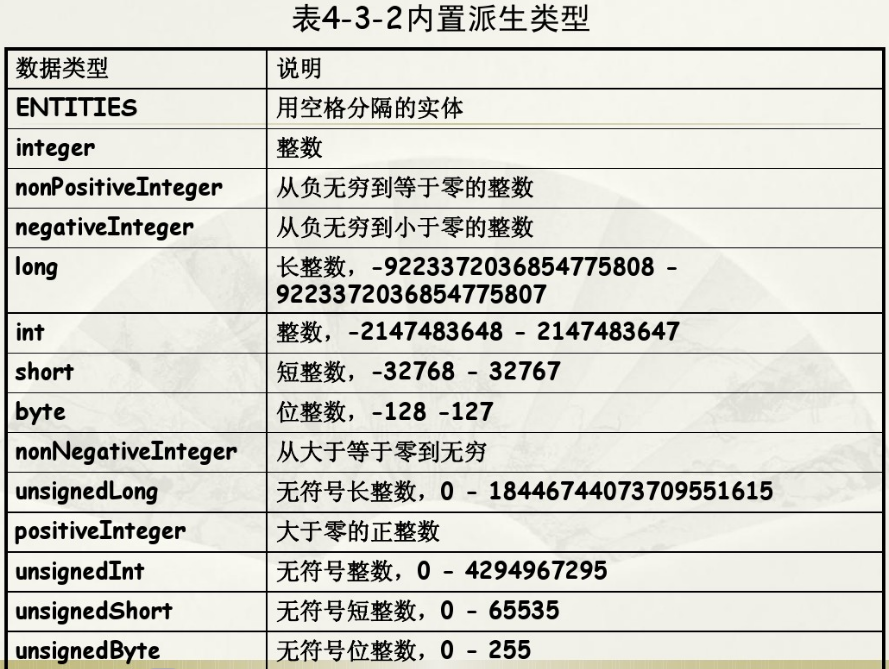 表4-3-2内置派生类型
数据类型 说明
ENTITIES 用空格分隔的实体
integer 整数
nonPositiveInteger 从负无穷到等于零的整数
negativeInteger 从负无穷到小于零的整数
long 长整数，-9223372036854775808 -
9223372036854775807
int 整数，-2147483648 - 2147483647
short 短整数，-32768 - 32767
byte 位整数，-128 -127
nonNegativeInteger 从大于等于零到无穷
unsignedLong 无符号长整数，0 - 18446744073709551615
positiveInteger 大于零的正整数
unsignedInt 无符号整数，0 - 4294967295
unsignedShort 无符号短整数，0 - 65535
unsignedByte 无符号位整数，0 - 255